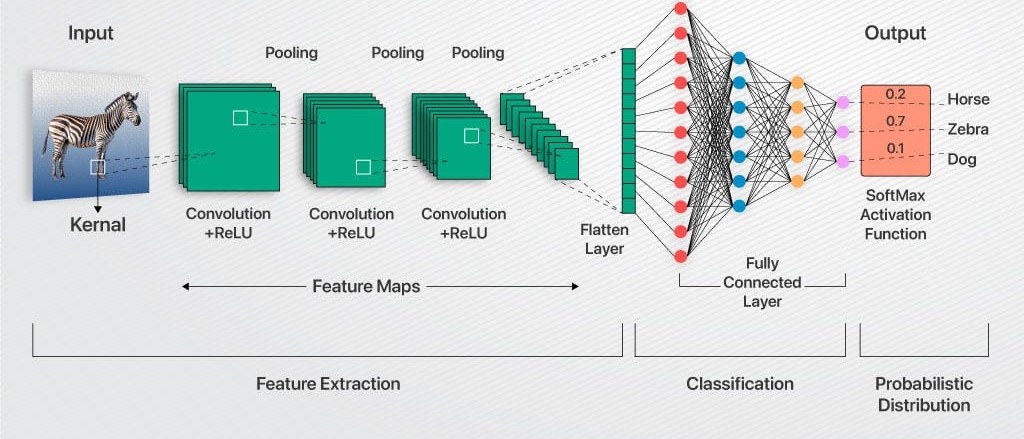 Input
Output
Pooling
Pooling
Pooling
0.2
Horse
0.7
Zebra
0.1
Dog
Kernal
Convolution
+ReLU
Convolution
+ReLU
Convolution
+ReLU
Flatten
Layer
SoftMax
Activation
Function
Fully
Connected
Layer
Feature Maps
Feature Extraction
Classification
Probabilistic
Distribution